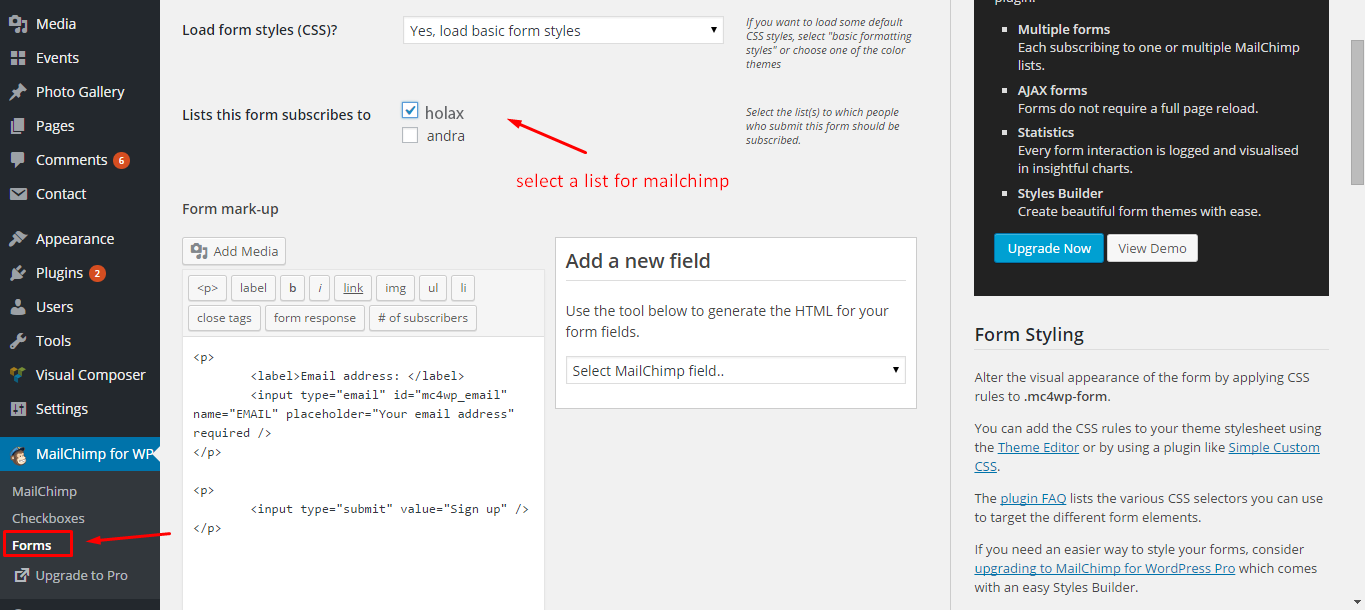 Media
Events
Photo Gallery
Pages
Comments 6
Contact
Appearance
Plugins 2
Users
Tools
Visual Composer
Settings
MailChimp for WP
MailChimp
Checkboxes
Forms
Upgrade to Pro
Load form styles (CSS)?
Yes, load basic form styles
If you want to load some default
CSS styles, select "basic formatting
styles" or choose one of the color
themes
Lists this form subscribes to
holax
andra
Select the list(s) to which people
who submit this form should be
subscribed.
select a list for mailchimp
Form mark-up
Add Media
<p> label b i link img ul li
close tags form response # of subscribers
<p>
<label>Email address: </label>
<input type="email" id="mc4wp_email"
name="EMAIL" placeholder="Your email address"
required />
</p>
<p>
<input type="submit" value="Sign up" />
</p>
Add a new field
Use the tool below to generate the HTML for your
form fields.
Select MailChimp field..
Multiple forms
Each subscribing to one or multiple MailChimp
lists.
AJAX forms
Forms do not require a full page reload.
Statistics
Every form interaction is logged and visualised
in insightful charts.
Styles Builder
Create beautiful form themes with ease.
Upgrade Now View Demo
Form Styling
Alter the visual appearance of the form by applying CSS
rules to .mc4wp-form.
You can add the CSS rules to your theme stylesheet using
the Theme Editor or by using a plugin like Simple Custom
CSS.
The plugin FAQ lists the various CSS selectors you can use
to target the different form elements.
If you need an easier way to style your forms, consider
upgrading to MailChimp for WordPress Pro which comes
with an easy Styles Builder.